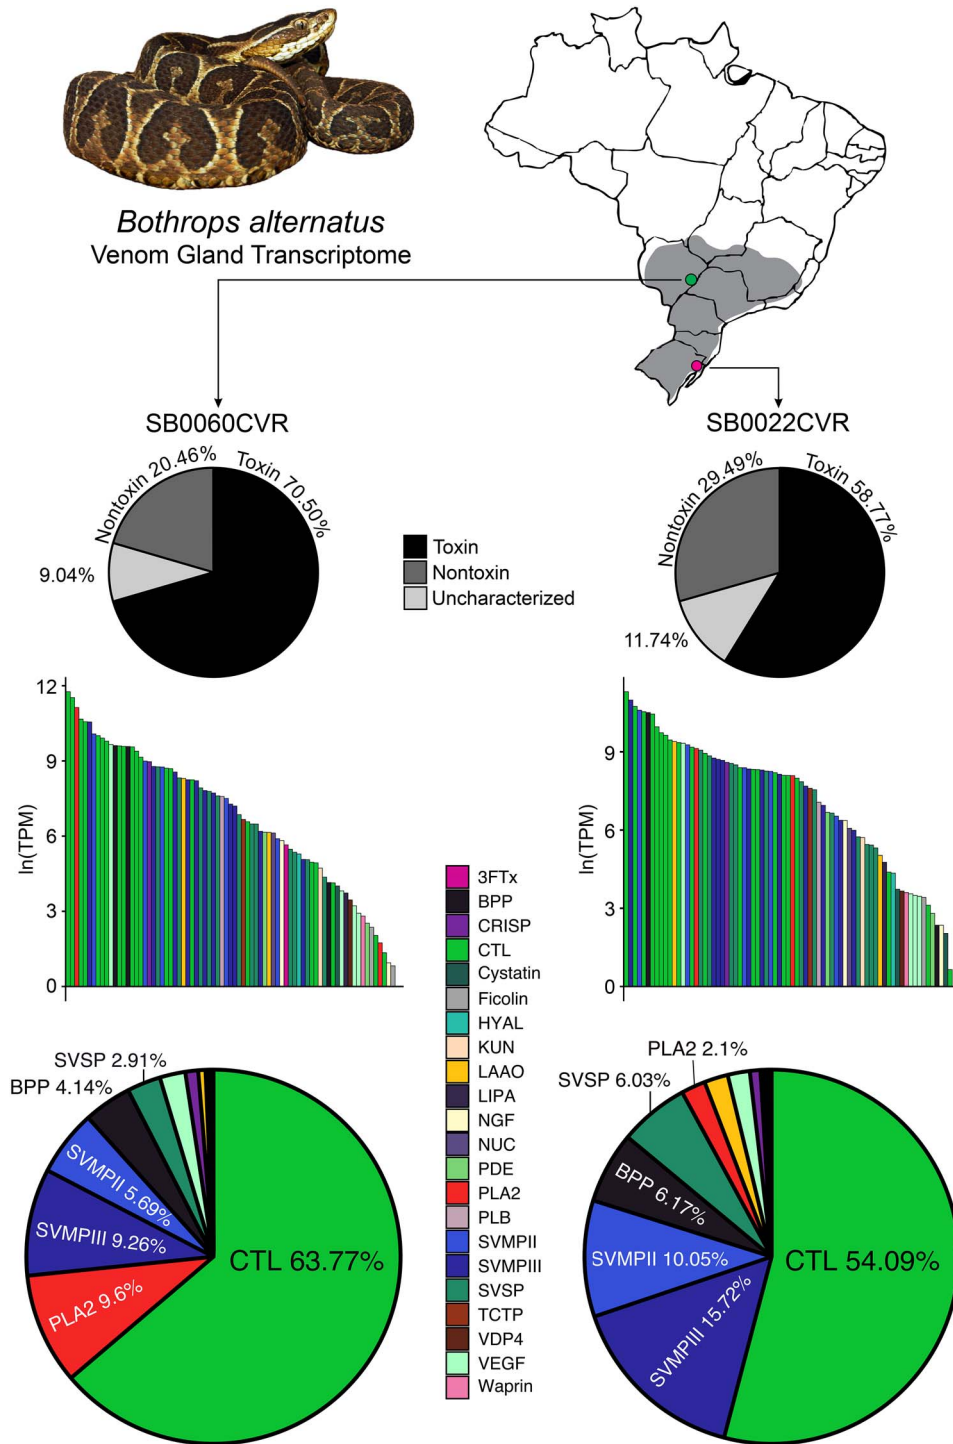 Bothrops alternatus
Venom Gland Transcriptome
SB0060CVR
SB0022CVR
Nontoxin 20.46%
Toxin 70.50%
9.04%
Toxin
Nontoxin
Uncharacterized
Nontoxin 29.49%
Toxin 58.77%
11.74%
12
9
6
3
0
ln(TPM)
9
6
3
0
ln(TPM)
3FTx
BPP
CRISP
CTL
Cystatin
Ficolin
HYAL
KUN
LAAO
LIPA
NGF
NUC
PDE
PLA2
PLB
SVMPII
SVMPIII
SVSP
TCTP
VDP4
VEGF
Waprin
SVSP 2.91%
BPP 4.14%
SVMPII 5.69%
SVMPIII 9.26%
PLA2 9.6%
CTL 63.77%
PLA2 2.1%
SVSP 6.03%
BPP 6.17%
SVMPII 10.05%
SVMPIII 15.72%
CTL 54.09%